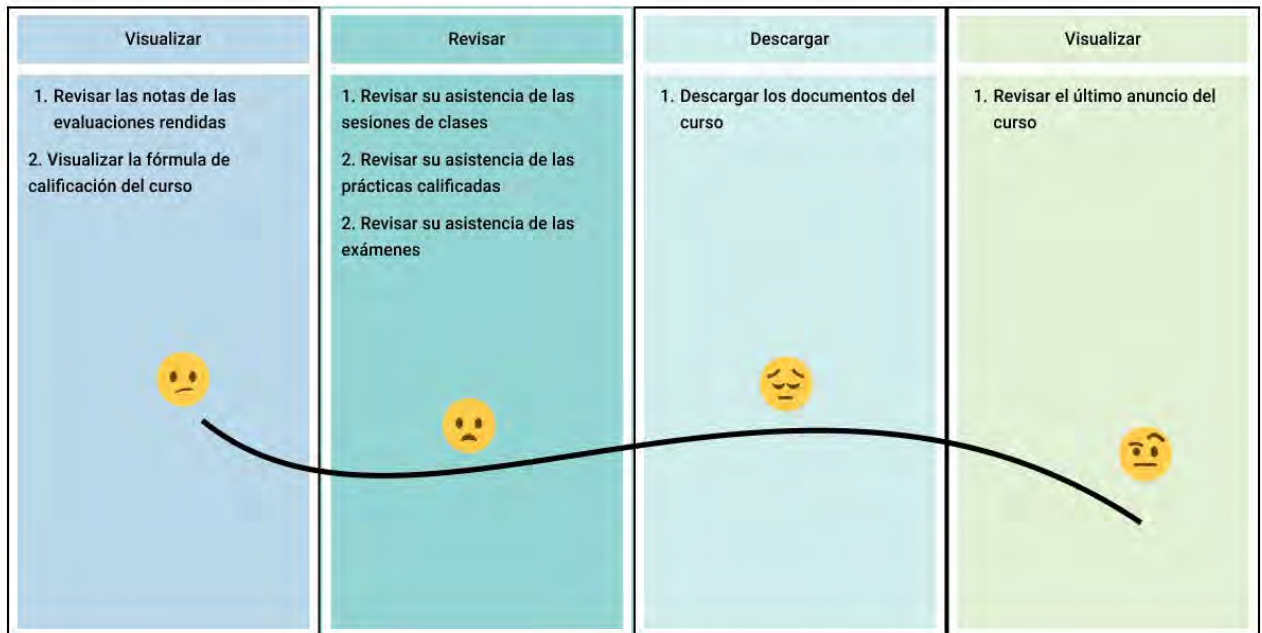 Visualizar
1. Revisar las notas de las
evaluaciones rendidas
2. Visualizar la fórmula de
calificación del curso
Revisar
1. Revisar su asistencia de las
sesiones de clases
2. Revisar su asistencia de las
prácticas calificadas
2. Revisar su asistencia de las
exámenes
Descargar
1. Descargar los documentos del
curso
Visualizar
1. Revisar el último anuncio del
curso